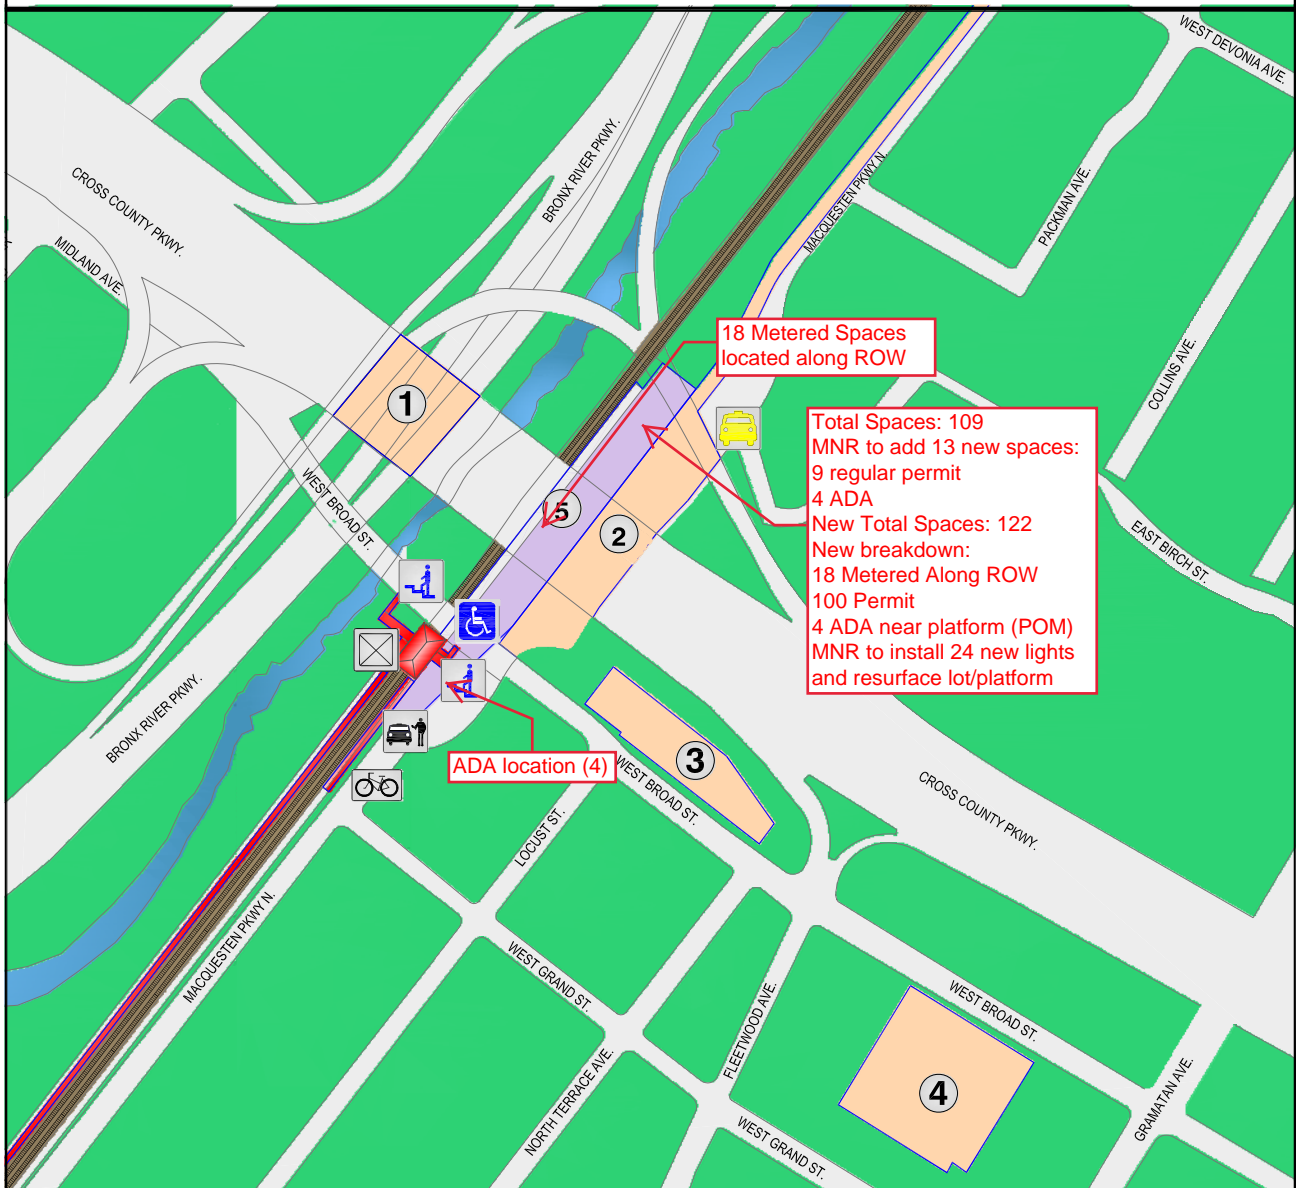 WEST DEVONIA AVE.
BRONX RIVER PKWY.
CROSS COUNTY PKWY.
MACQUESTEN PKWY N.
PACKMAN AVE.
MIDLAND AVE.
18 Metered Spaces
located along ROW
COLLINS AVE.
1
Total Spaces: 109
MNR to add 13 new spaces:
9 regular permit
4 ADA
New Total Spaces: 122
New breakdown:
18 Metered Along ROW
100 Permit
4 ADA near platform (POM)
MNR to install 24 new lights
and resurface lot/platform
WEST BROAD ST.
5
2
EAST BIRCH ST.
BRONX RIVER PKWY.
ADA location (4)
3
WEST BROAD ST.
CROSS COUNTY PKWY.
LOCUST ST.
MACQUESTEN PKWY N.
WEST GRAND ST.
FLEETWOOD AVE.
WEST BROAD ST.
4
NORTH TERRACE AVE.
GRAMATAN AVE.
WEST GRAND ST.